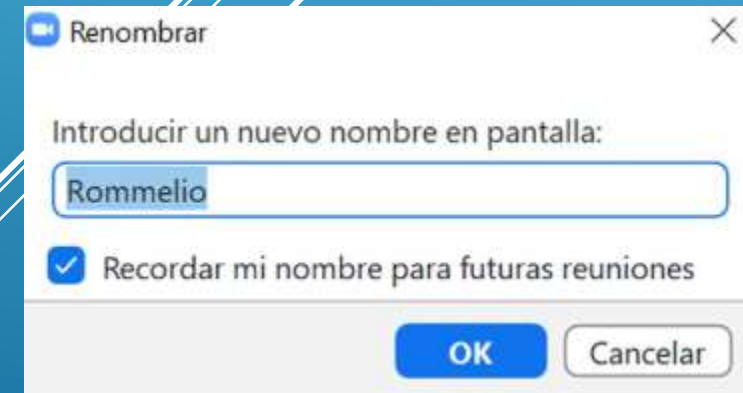 Renombrar
Introducir un nuevo nombre en pantalla:
Rommelio
Recordar mi nombre para futuras reuniones
OK Cancelar